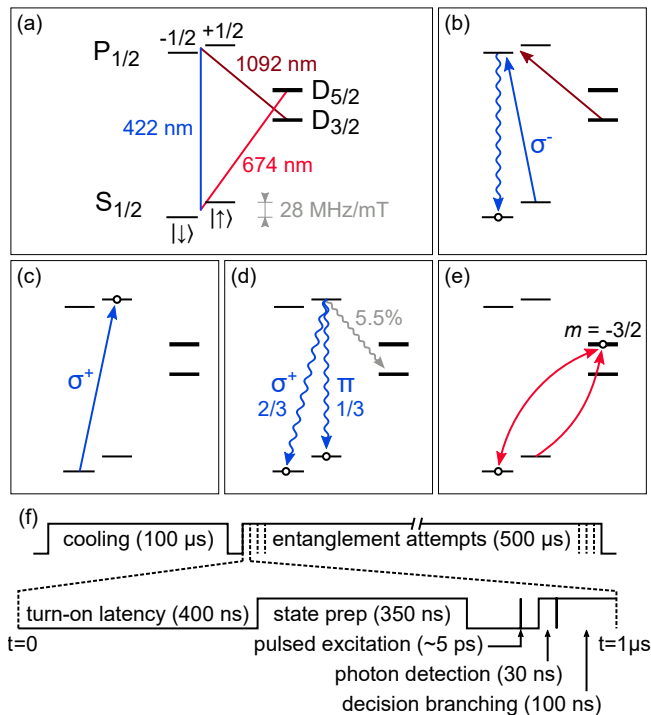 (a)
-1/2 +1/2
P1/2
1092 nm
D5/2
D3/2
422 nm
674 nm
S1/2
28 MHz/mT
|↓⟩ |↑⟩
(b)
σ-
(c)
σ+
(d)
5.5%
σ+ π
2/3 1/3
(e)
m = -3/2
(f)
cooling (100 µs)
entanglement attempts (500 µs)
turn-on latency (400 ns)
state prep (350 ns)
t=0
pulsed excitation (~5 ps)
t=1µs
photon detection (30 ns)
decision branching (100 ns)